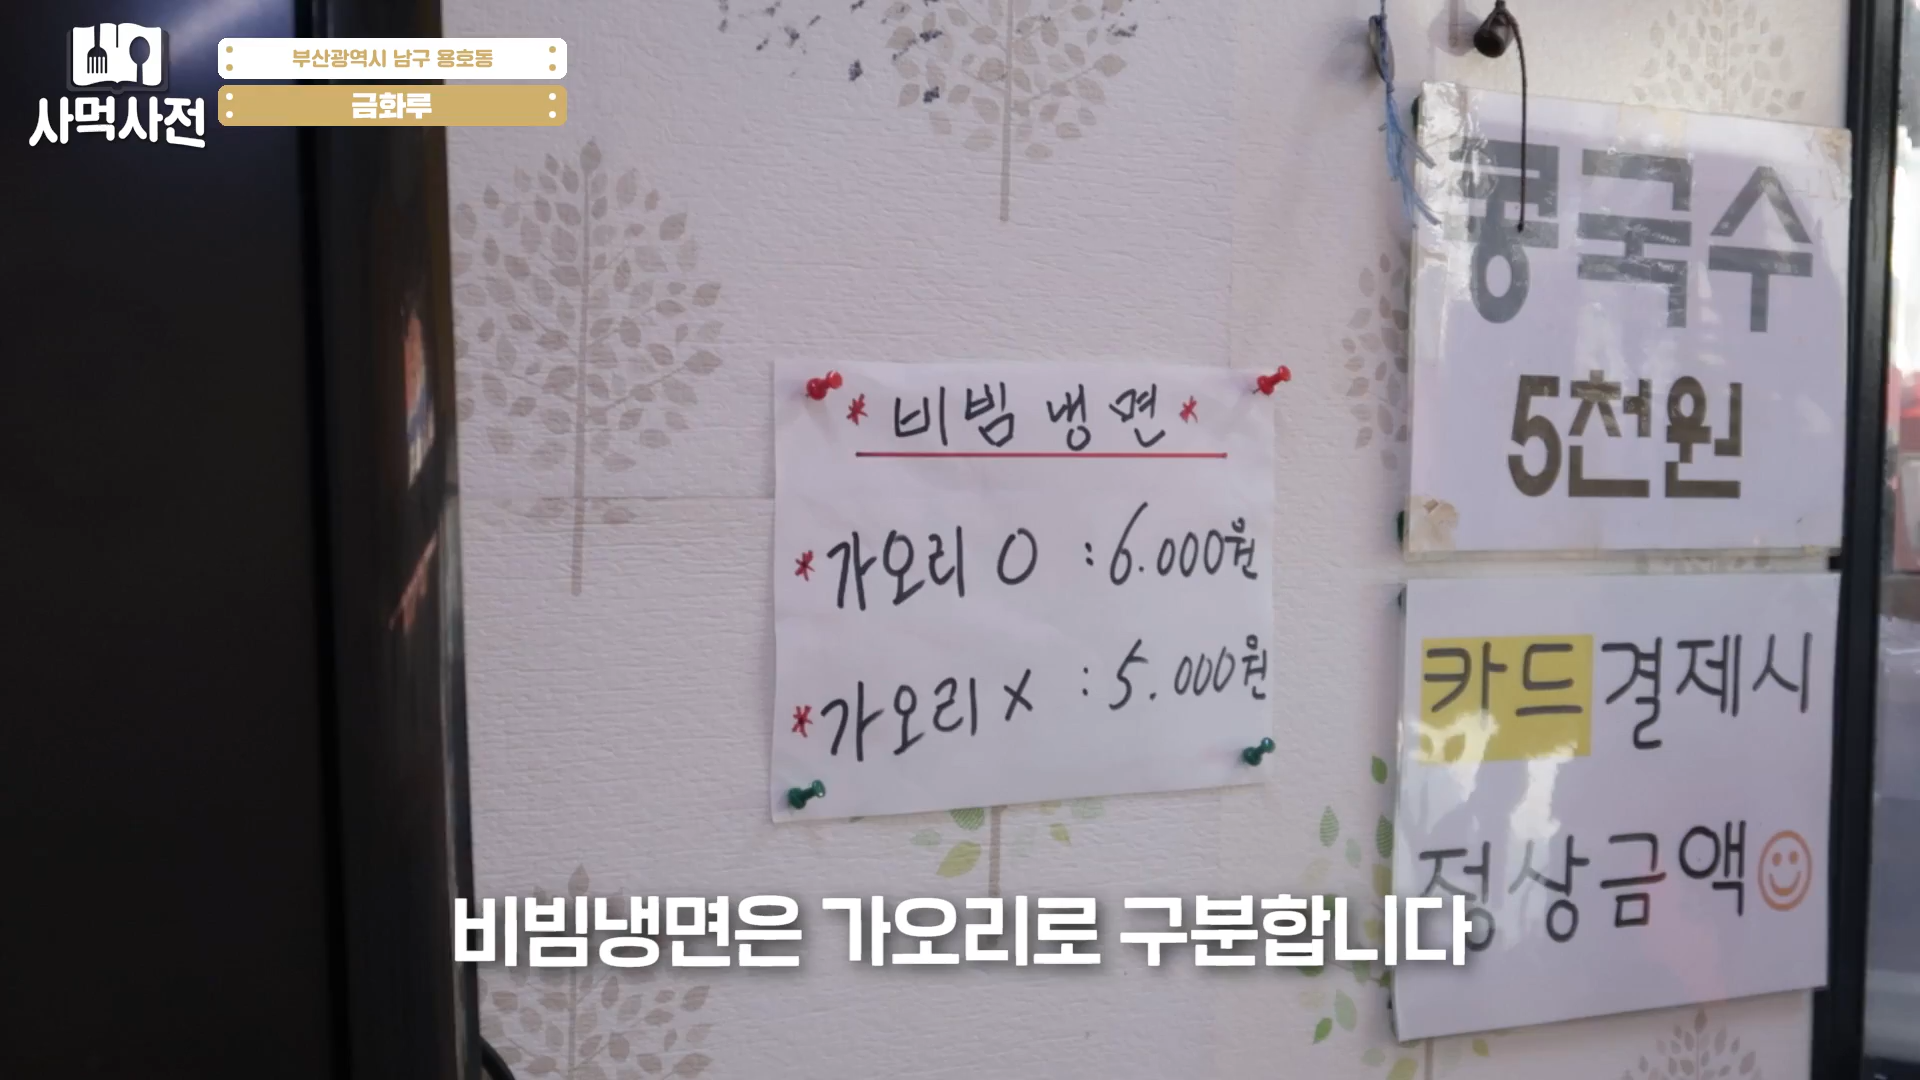 사먹사전
부산광역시 남구 용호동
금화루
* 비빔 냉면 *
* 가오리 O : 6.000원
* 가오리 X : 5.000원
콩국수
5천원
카드결제시
정상금액
비빔냉면은 가오리로 구분합니다